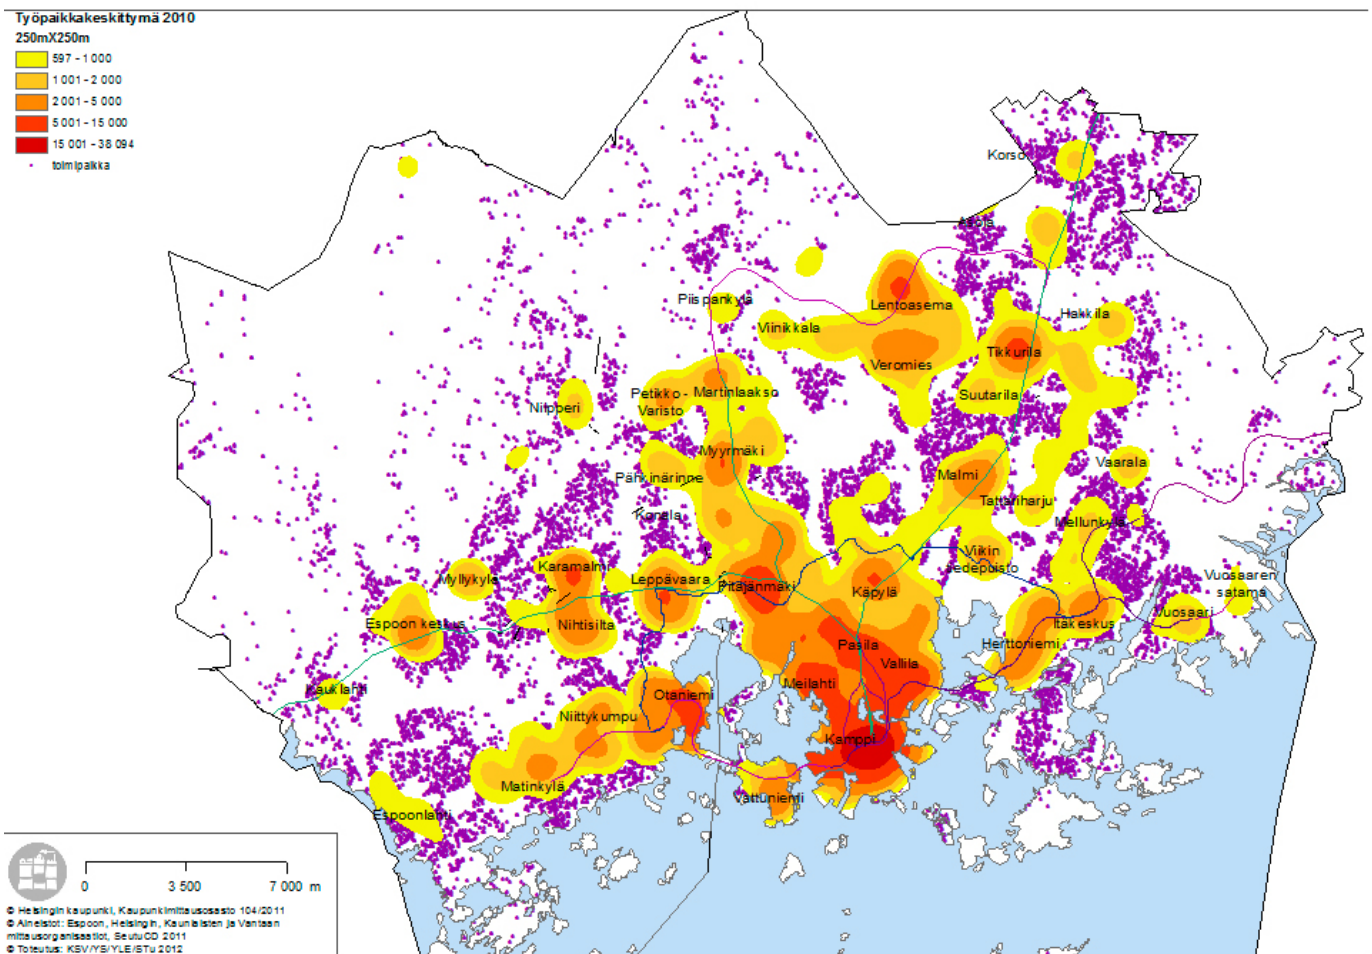 Työpaikkakeskittymä 2010
250mX250m
597 - 1 000
1 001 - 2 000
2 001 - 5 000
5 001 - 15 000
15 001 - 38 094
toimipaikka
Korso
Asola
Piispankylä
Lentoasema
Viinikkala
Hakkila
Tikkurila
Veromies
Petikko -
Varisto
Martinlaakso
Suutarila
Nipperi
Myyrmäki
Vaarala
Pähkinärinne
Malmi
Tattariharju
Konala
Mellunkylä
Viikin
tiedepuisto
Karamalmi
Myllykylä
Leppävaara
Pitäjänmäki
Käpylä
Vuosaaren
satama
Espoon keskus
Nihtisilta
Vuosaari
Itäkeskus
Herttoniemi
Pasila
Vallila
Meilahti
Kauklahti
Otaniemi
Niittykumpu
Kamppi
Matinkylä
Vattuniemi
Espoonlahti
0 3 500 7 000 m
© Helsingin kaupunki, Kaupunkimittausosasto 104/2011
© Aineistot: Espoon, Helsingin, Kauniaisten ja Vantaan
mittausorganisaatiot, SeutuCD 2011
© Toteutus: KSV/YS/YLE/STu 2012